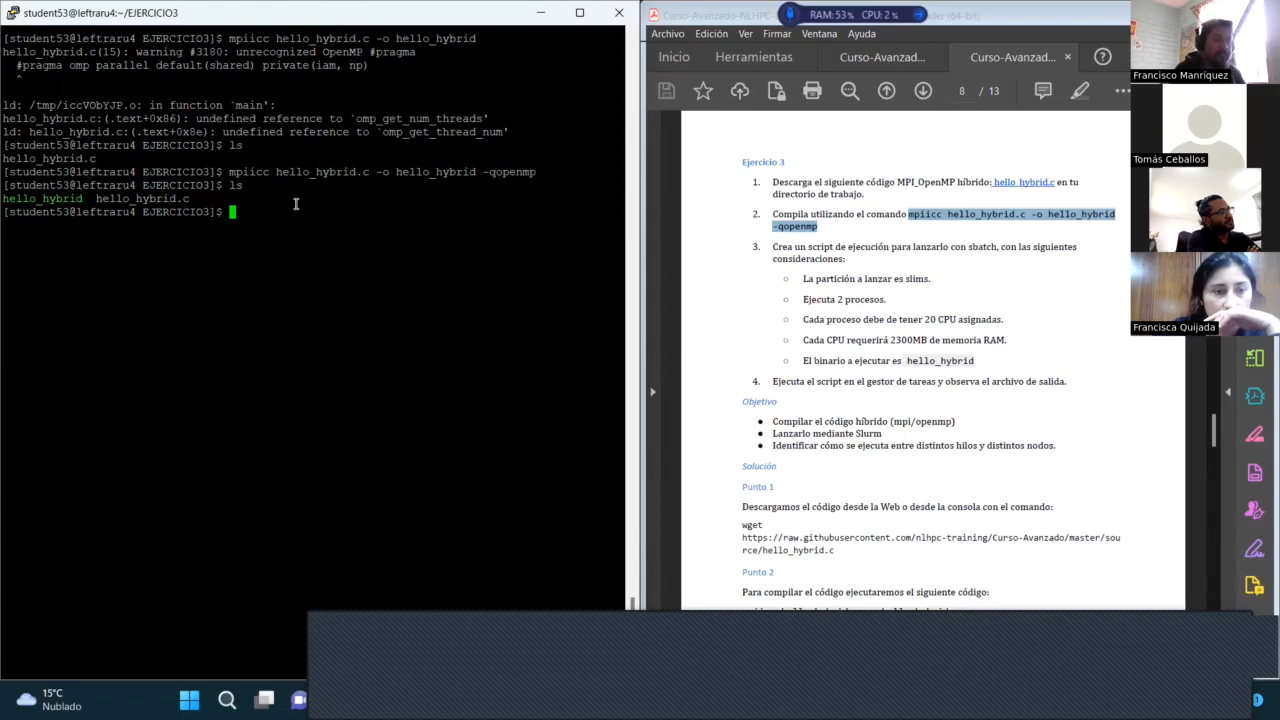 student53@leftraru4:~/EJERCICIO3
[student53@leftraru4 EJERCICIO3]$ mpiicc hello_hybrid.c -o hello_hybrid
hello_hybrid.c(15): warning #3180: unrecognized OpenMP #pragma
#pragma omp parallel default(shared) private(iam, np)
^
ld: /tmp/iccVObYJP.o: in function `main':
hello_hybrid.c:(.text+0x86): undefined reference to `omp_get_num_threads'
ld: hello_hybrid.c:(.text+0x8e): undefined reference to `omp_get_thread_num'
[student53@leftraru4 EJERCICIO3]$ ls
hello_hybrid.c
[student53@leftraru4 EJERCICIO3]$ mpiicc hello_hybrid.c -o hello_hybrid -qopenmp
[student53@leftraru4 EJERCICIO3]$ ls
hello_hybrid hello_hybrid.c
[student53@leftraru4 EJERCICIO3]$
Curso-Avanzado-NLHPC-
RAM:53% CPU:2%
der (64-bit)
Archivo Edición Ver Firmar Ventana Ayuda
Inicio Herramientas Curso-Avanzad... Curso-Avanzad... ×
8 / 13
Ejercicio 3
1. Descarga el siguiente código MPI_OpenMP híbrido: hello_hybrid.c en tu
directorio de trabajo.
2. Compila utilizando el comando mpiicc hello_hybrid.c -o hello_hybrid
-qopenmp
3. Crea un script de ejecución para lanzarlo con sbatch, con las siguientes
consideraciones:
○ La partición a lanzar es slims.
○ Ejecuta 2 procesos.
○ Cada proceso debe de tener 20 CPU asignadas.
○ Cada CPU requerirá 2300MB de memoria RAM.
○ El binario a ejecutar es hello_hybrid
4. Ejecuta el script en el gestor de tareas y observa el archivo de salida.
Objetivo
● Compilar el código híbrido (mpi/openmp)
● Lanzarlo mediante Slurm
● Identificar cómo se ejecuta entre distintos hilos y distintos nodos.
Solución
Punto 1
Descargamos el código desde la Web o desde la consola con el comando:
wget
https://raw.githubusercontent.com/nlhpc-training/Curso-Avanzado/master/sou
rce/hello_hybrid.c
Punto 2
Para compilar el código ejecutaremos el siguiente código:
Francisco Manríquez
Tomás Ceballos
Francisca Quijada
15°C
Nublado
1